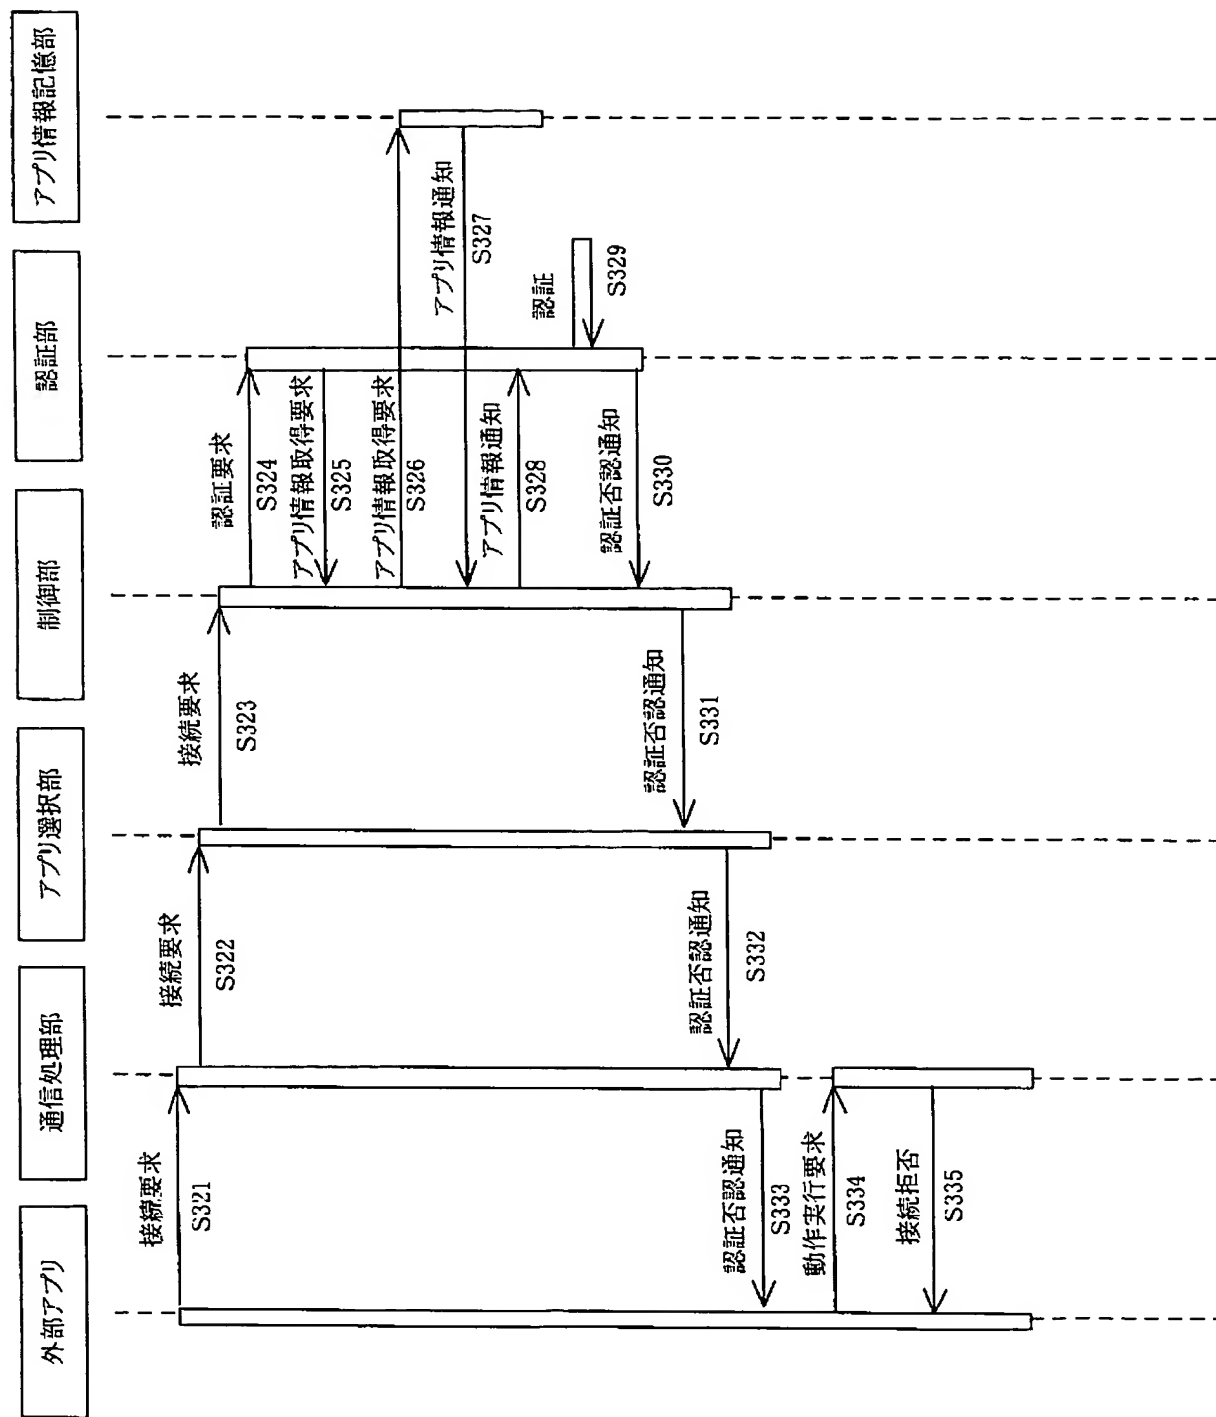 外部アプリ
通信処理部
アプリ選択部
制御部
認証部
アプリ情報記憶部
接続要求
S321
接続要求
S322
接続要求
S323
認証要求
S324
アプリ情報取得要求
S325
アプリ情報取得要求
S326
アプリ情報通知
S327
アプリ情報通知
S328
認証
S329
認証否認通知
S330
認証否認通知
S331
認証否認通知
S332
認証否認通知
S333
動作実行要求
S334
接続拒否
S335